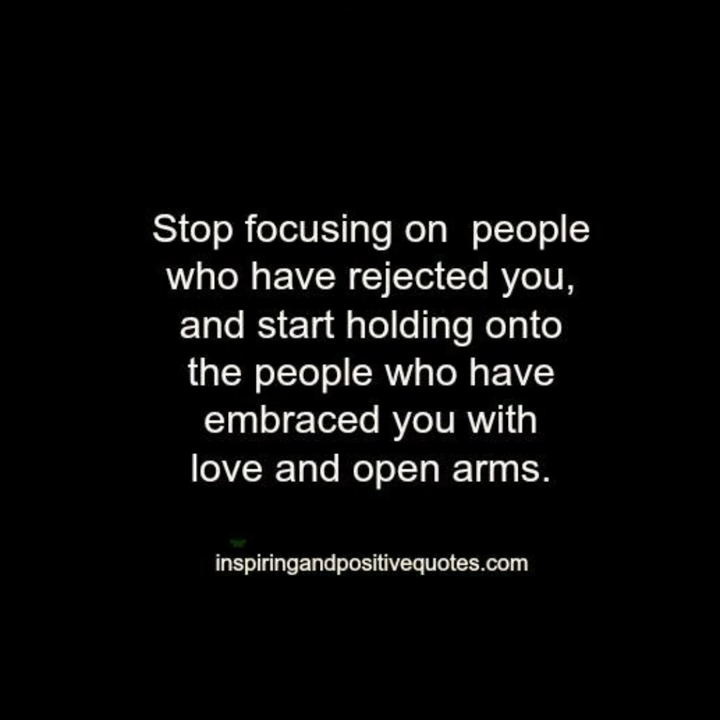 Stop focusing on  people
who have rejected you,
and start holding onto
the people who have
embraced you with
love and open arms.
inspiringandpositivequotes.com